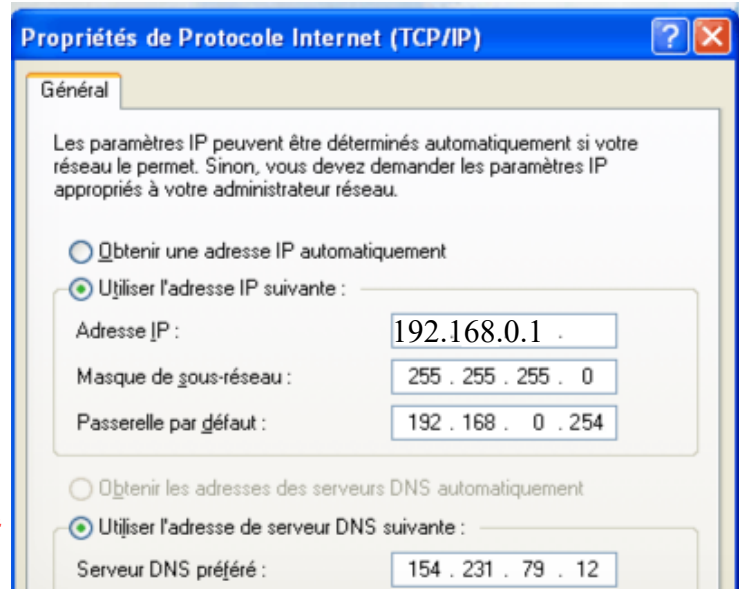 Propriétés de Protocole Internet (TCP/IP)
Général
Les paramètres IP peuvent être déterminés automatiquement si votre
réseau le permet. Sinon, vous devez demander les paramètres IP
appropriés à votre administrateur réseau.
Obtenir une adresse IP automatiquement
Utiliser l'adresse IP suivante :
Adresse IP : 192.168.0.1
Masque de sous-réseau : 255 . 255 . 255 . 0
Passerelle par défaut : 192 . 168 . 0 . 254
Obtenir les adresses des serveurs DNS automatiquement
Utiliser l'adresse de serveur DNS suivante :
Serveur DNS préféré : 154 . 231 . 79 . 12